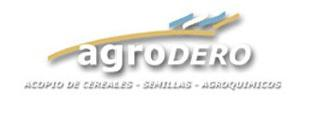 agroDERO
ACOPIO DE CEREALES - SEMILLAS - AGROQUIMICOS